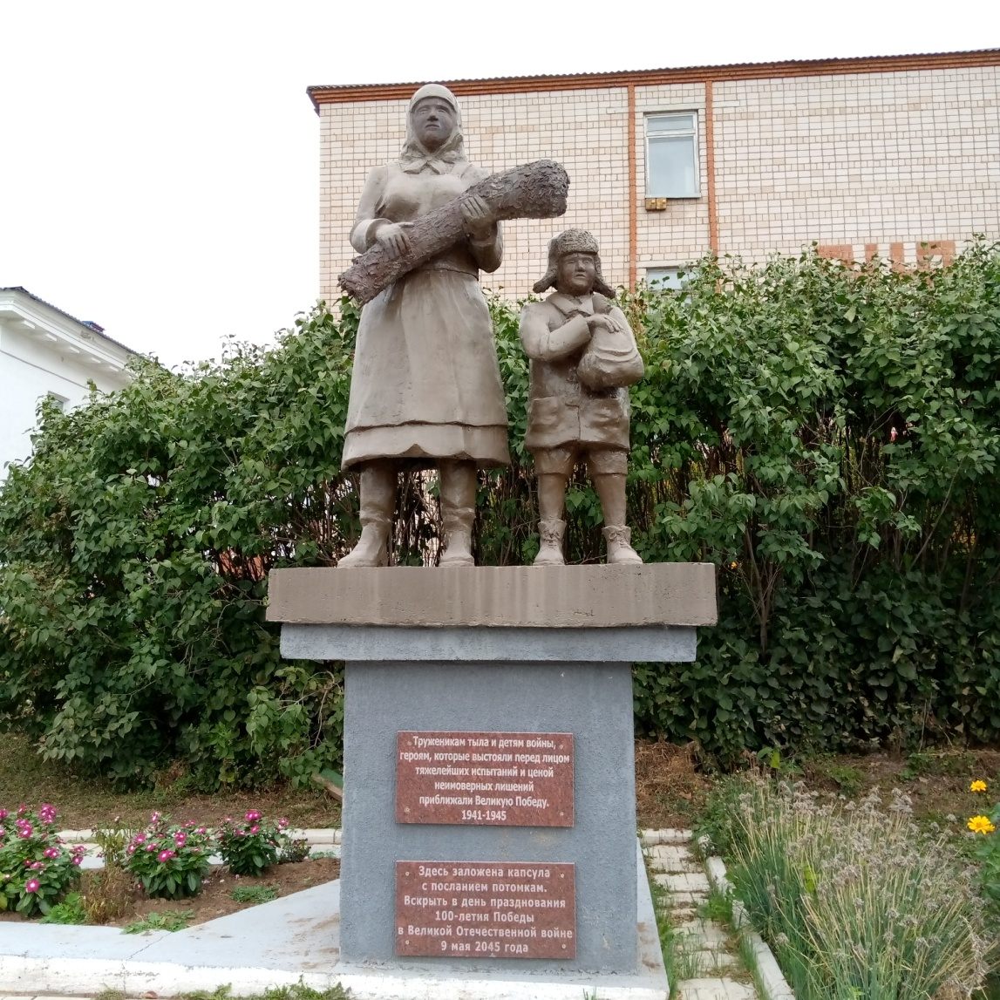 Труженикам тыла и детям войны,
героям, которые выстояли перед лицом
тяжелейших испытаний и ценой
неимоверных лишений
приближали Великую Победу.
1941-1945
Здесь заложена капсула
с посланием потомкам.
Вскрыть в день празднования
100-летия Победы
в Великой Отечественной войне
9 мая 2045 года